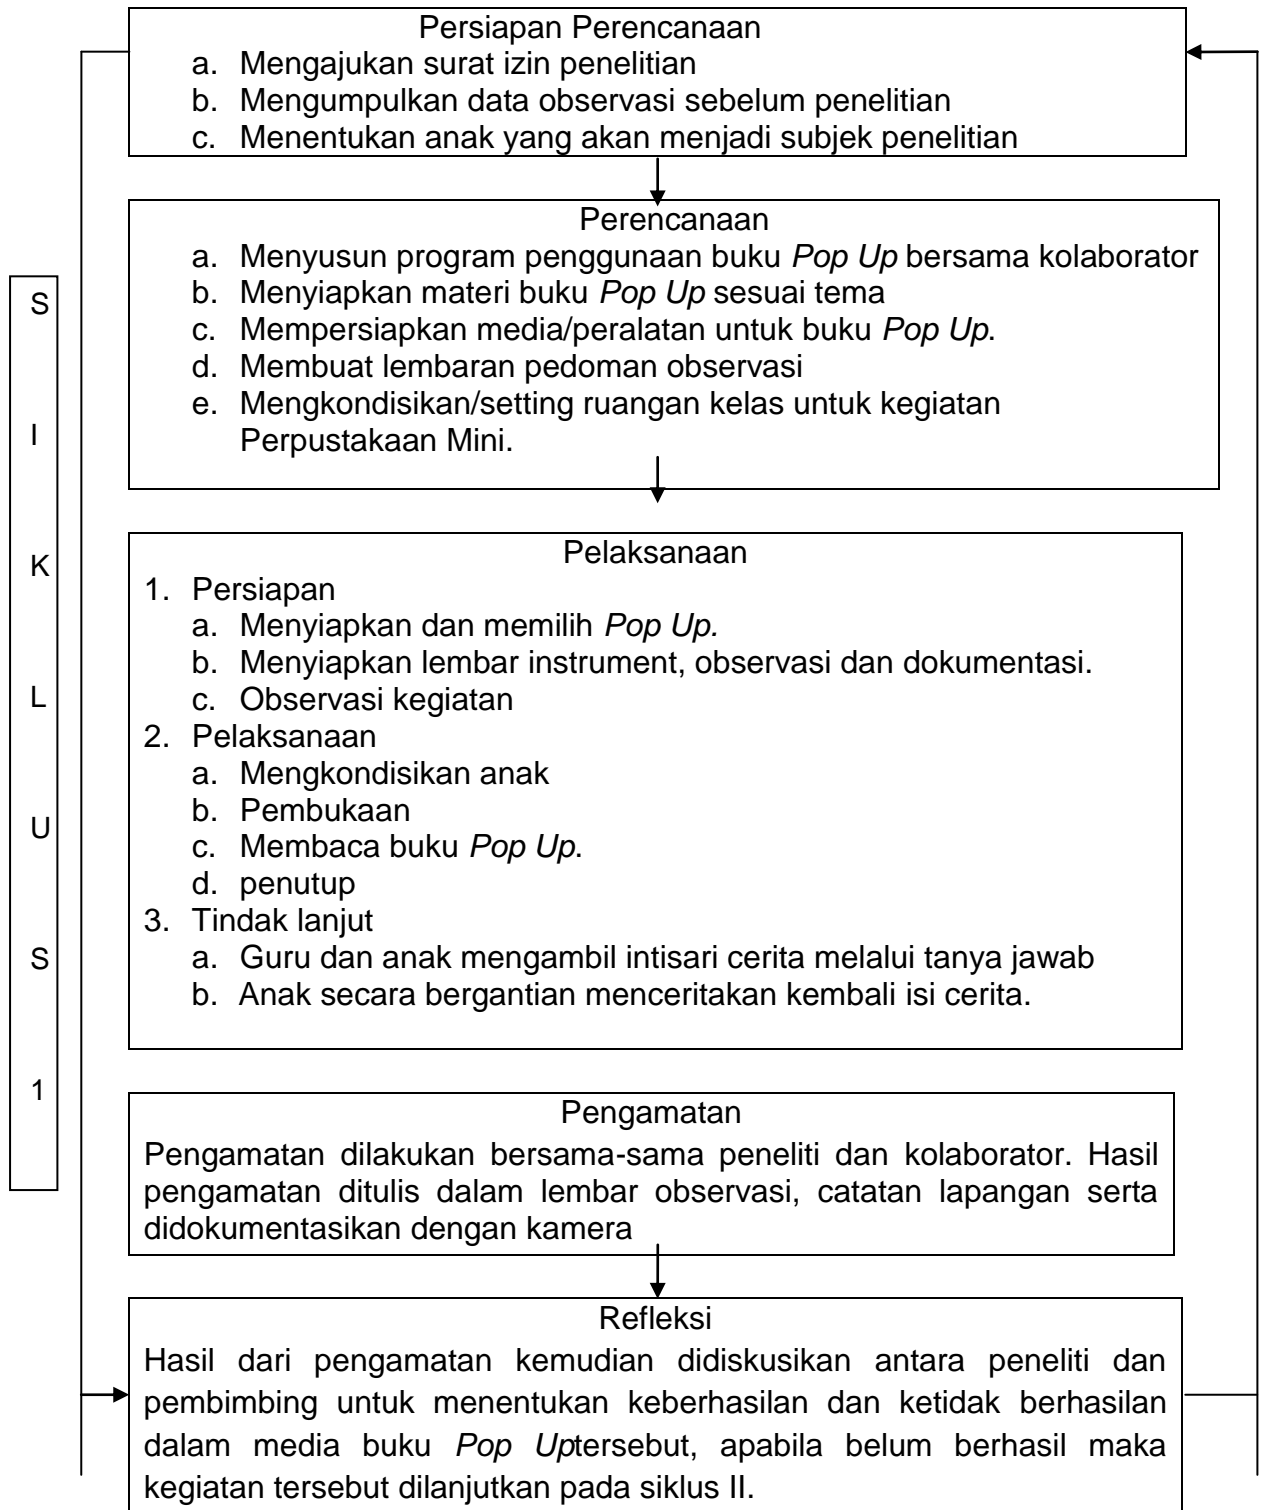 Persiapan Perencanaan
a. Mengajukan surat izin penelitian
b. Mengumpulkan data observasi sebelum penelitian
c. Menentukan anak yang akan menjadi subjek penelitian
Perencanaan
a. Menyusun program penggunaan buku Pop Up bersama kolaborator
b. Menyiapkan materi buku Pop Up sesuai tema
c. Mempersiapkan media/peralatan untuk buku Pop Up.
d. Membuat lembaran pedoman observasi
e. Mengkondisikan/setting ruangan kelas untuk kegiatan
Perpustakaan Mini.
S
I
K
L
U
S
1
Pelaksanaan
1. Persiapan
a. Menyiapkan dan memilih Pop Up.
b. Menyiapkan lembar instrument, observasi dan dokumentasi.
c. Observasi kegiatan
2. Pelaksanaan
a. Mengkondisikan anak
b. Pembukaan
c. Membaca buku Pop Up.
d. penutup
3. Tindak lanjut
a. Guru dan anak mengambil intisari cerita melalui tanya jawab
b. Anak secara bergantian menceritakan kembali isi cerita.
Pengamatan
Pengamatan dilakukan bersama-sama peneliti dan kolaborator. Hasil
pengamatan ditulis dalam lembar observasi, catatan lapangan serta
didokumentasikan dengan kamera
Refleksi
Hasil dari pengamatan kemudian didiskusikan antara peneliti dan
pembimbing untuk menentukan keberhasilan dan ketidak berhasilan
dalam media buku Pop Uptersebut, apabila belum berhasil maka
kegiatan tersebut dilanjutkan pada siklus II.